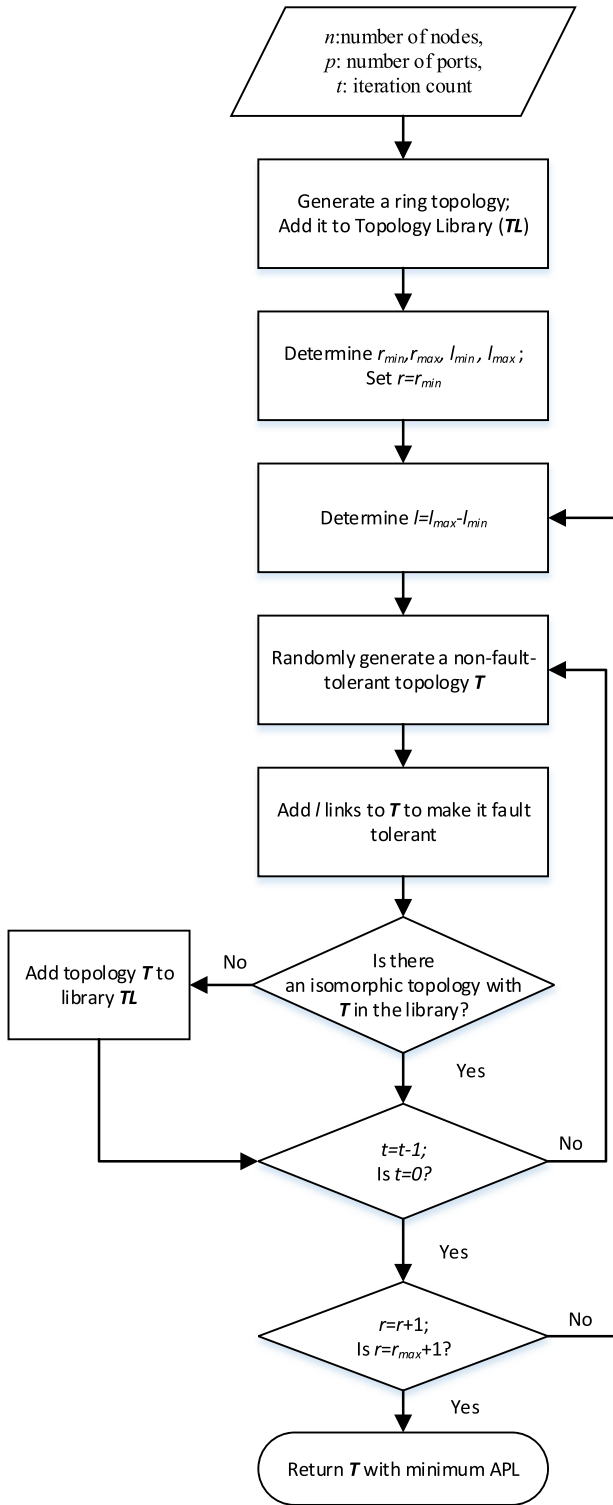 n:number of nodes,
p: number of ports,
t: iteration count
Generate a ring topology;
Add it to Topology Library (TL)
Determine rmin,rmax, lmin, lmax ;
Set r=rmin
Determine l=lmax-lmin
Randomly generate a non-fault-
tolerant topology T
Add l links to T to make it fault
tolerant
Is there
an isomorphic topology with
T in the library?
No
Add topology T to
library TL
Yes
t=t-1;
Is t=0?
No
Yes
r=r+1;
Is r=rmax+1?
No
Yes
Return T with minimum APL